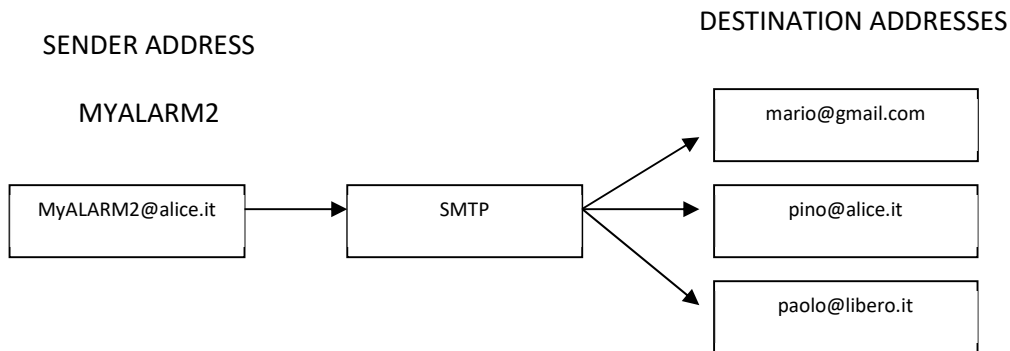 DESTINATION ADDRESSES
SENDER ADDRESS
MYALARM2
mario@gmail.com
MyALARM2@alice.it
SMTP
pino@alice.it
paolo@libero.it